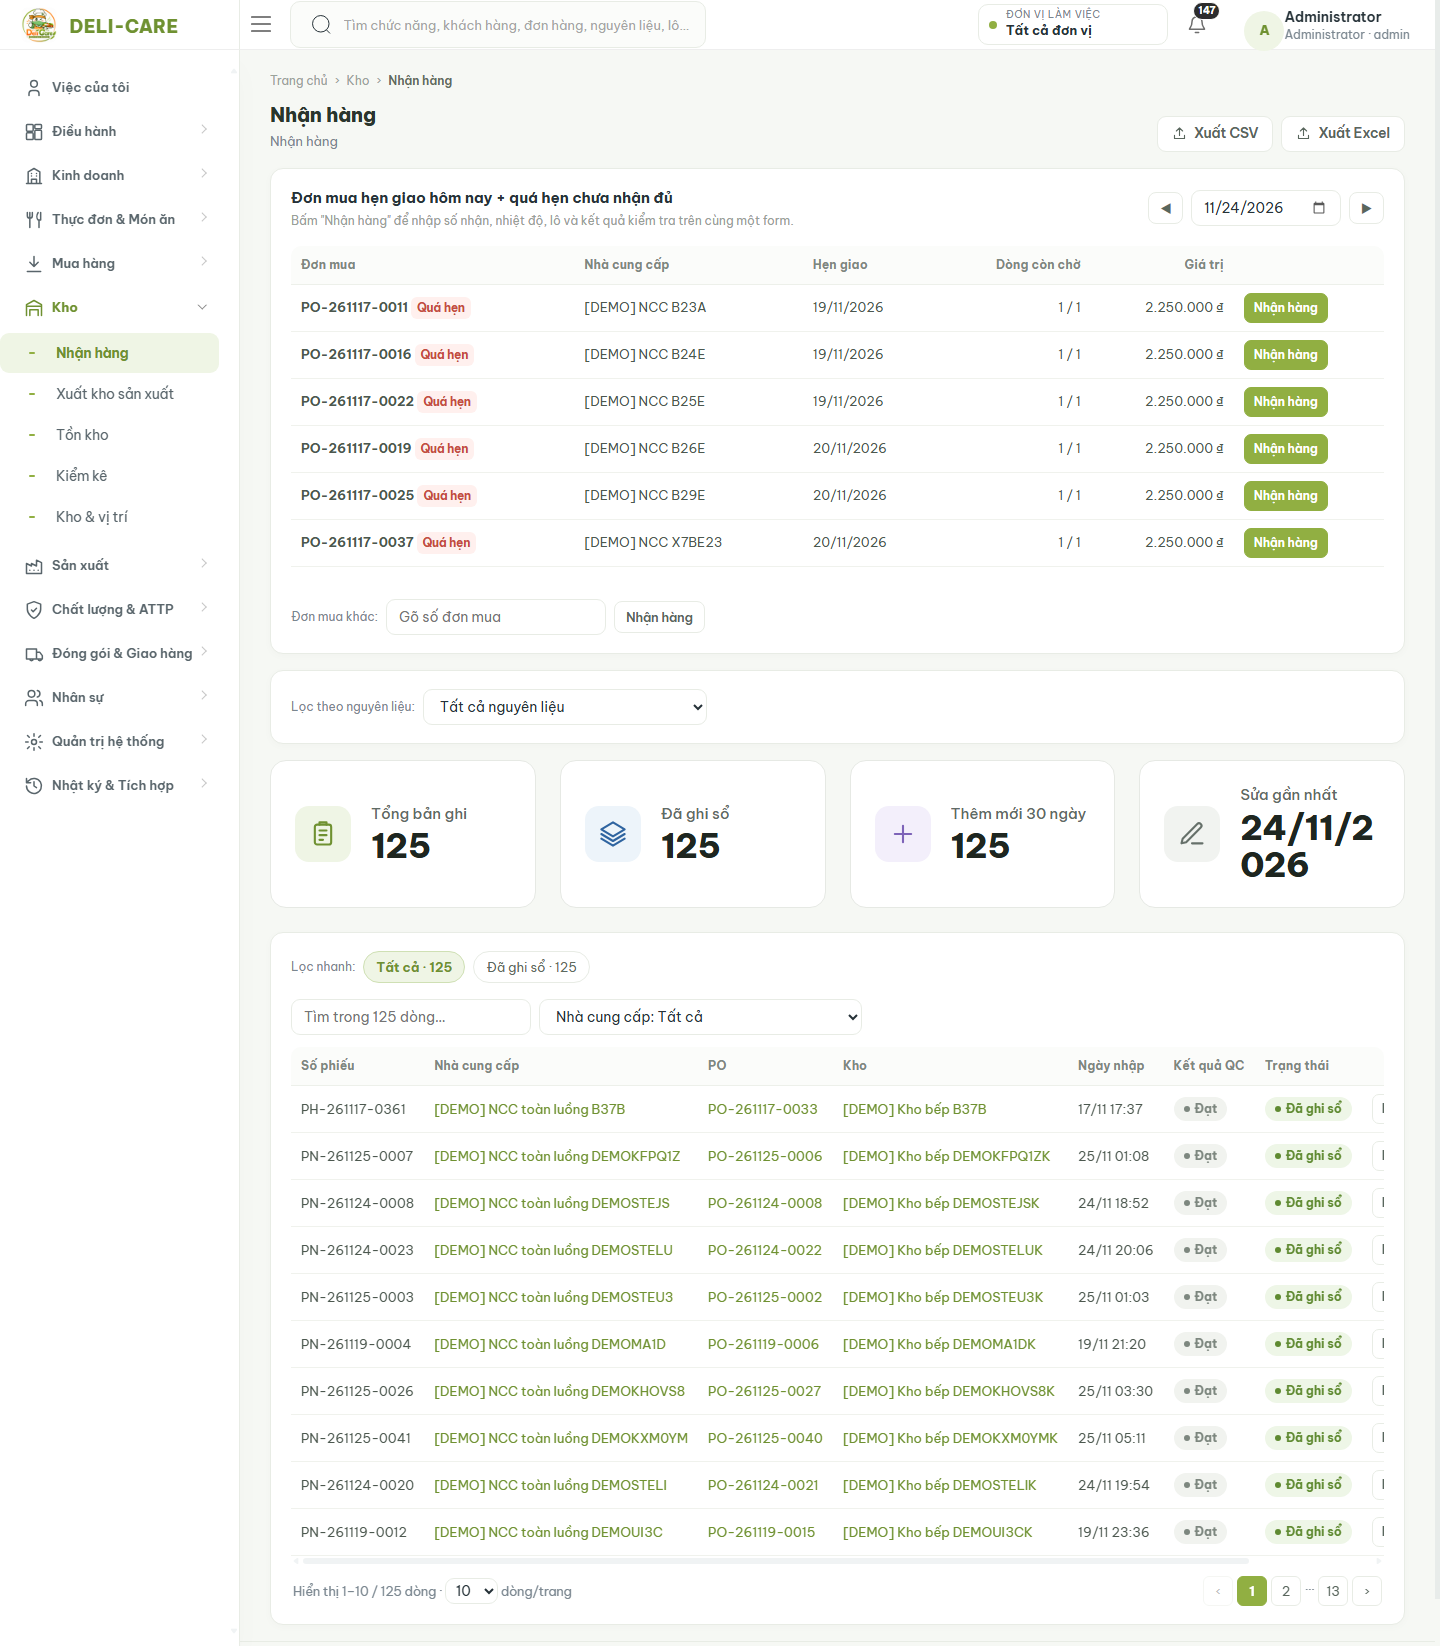 DELI-CARE
Tìm chức năng, khách hàng, đơn hàng, nguyên liệu, lô...
ĐƠN VỊ LÀM VIỆC
Tất cả đơn vị
147
A
Administrator
Administrator · admin
Việc của tôi
Điều hành
Kinh doanh
Thực đơn & Món ăn
Mua hàng
Kho
Nhận hàng
Xuất kho sản xuất
Tồn kho
Kiểm kê
Kho & vị trí
Sản xuất
Chất lượng & ATTP
Đóng gói & Giao hàng
Nhân sự
Quản trị hệ thống
Nhật ký & Tích hợp
Trang chủ › Kho › Nhận hàng
Nhận hàng
Nhận hàng
Xuất CSV
Xuất Excel
Đơn mua hẹn giao hôm nay + quá hẹn chưa nhận đủ
Bấm "Nhận hàng" để nhập số nhận, nhiệt độ, lô và kết quả kiểm tra trên cùng một form.
◀ 11/24/2026 ▶
Đơn mua Nhà cung cấp Hẹn giao Dòng còn chờ Giá trị
PO-261117-0011 Quá hẹn [DEMO] NCC B23A 19/11/2026 1 / 1 2.250.000 ₫ Nhận hàng
PO-261117-0016 Quá hẹn [DEMO] NCC B24E 19/11/2026 1 / 1 2.250.000 ₫ Nhận hàng
PO-261117-0022 Quá hẹn [DEMO] NCC B25E 19/11/2026 1 / 1 2.250.000 ₫ Nhận hàng
PO-261117-0019 Quá hẹn [DEMO] NCC B26E 20/11/2026 1 / 1 2.250.000 ₫ Nhận hàng
PO-261117-0025 Quá hẹn [DEMO] NCC B29E 20/11/2026 1 / 1 2.250.000 ₫ Nhận hàng
PO-261117-0037 Quá hẹn [DEMO] NCC X7BE23 20/11/2026 1 / 1 2.250.000 ₫ Nhận hàng
Đơn mua khác: Gõ số đơn mua Nhận hàng
Lọc theo nguyên liệu: Tất cả nguyên liệu
Tổng bản ghi
125
Đã ghi sổ
125
Thêm mới 30 ngày
125
Sửa gần nhất
24/11/2
026
Lọc nhanh: Tất cả · 125 Đã ghi sổ · 125
Tìm trong 125 dòng... Nhà cung cấp: Tất cả
Số phiếu Nhà cung cấp PO Kho Ngày nhập Kết quả QC Trạng thái
PH-261117-0361 [DEMO] NCC toàn luồng B37B PO-261117-0033 [DEMO] Kho bếp B37B 17/11 17:37 Đạt Đã ghi sổ
PN-261125-0007 [DEMO] NCC toàn luồng DEMOKFPQ1Z PO-261125-0006 [DEMO] Kho bếp DEMOKFPQ1ZK 25/11 01:08 Đạt Đã ghi sổ
PN-261124-0008 [DEMO] NCC toàn luồng DEMOSTEJS PO-261124-0008 [DEMO] Kho bếp DEMOSTEJSK 24/11 18:52 Đạt Đã ghi sổ
PN-261124-0023 [DEMO] NCC toàn luồng DEMOSTELU PO-261124-0022 [DEMO] Kho bếp DEMOSTELUK 24/11 20:06 Đạt Đã ghi sổ
PN-261125-0003 [DEMO] NCC toàn luồng DEMOSTEU3 PO-261125-0002 [DEMO] Kho bếp DEMOSTEU3K 25/11 01:03 Đạt Đã ghi sổ
PN-261119-0004 [DEMO] NCC toàn luồng DEMOMA1D PO-261119-0006 [DEMO] Kho bếp DEMOMA1DK 19/11 21:20 Đạt Đã ghi sổ
PN-261125-0026 [DEMO] NCC toàn luồng DEMOKHOVS8 PO-261125-0027 [DEMO] Kho bếp DEMOKHOVS8K 25/11 03:30 Đạt Đã ghi sổ
PN-261125-0041 [DEMO] NCC toàn luồng DEMOKXM0YM PO-261125-0040 [DEMO] Kho bếp DEMOKXM0YMK 25/11 05:11 Đạt Đã ghi sổ
PN-261124-0020 [DEMO] NCC toàn luồng DEMOSTELI PO-261124-0021 [DEMO] Kho bếp DEMOSTELIK 24/11 19:54 Đạt Đã ghi sổ
PN-261119-0012 [DEMO] NCC toàn luồng DEMOUI3C PO-261119-0015 [DEMO] Kho bếp DEMOUI3CK 19/11 23:36 Đạt Đã ghi sổ
Hiển thị 1–10 / 125 dòng · 10 dòng/trang
‹ 1 2 ... 13 ›